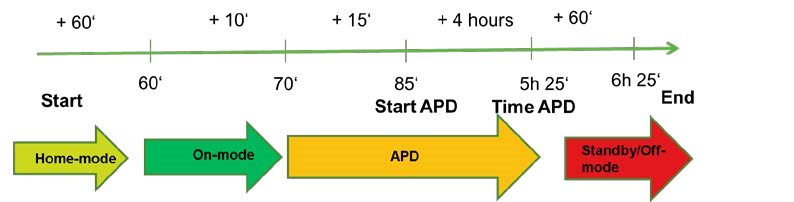 + 60‘ + 10‘ + 15‘ + 4 hours + 60‘
60‘ 70‘ 85‘ 5h 25‘ 6h 25‘
Start Start APD Time APD End
Home-mode On-mode APD Standby/Off-
mode